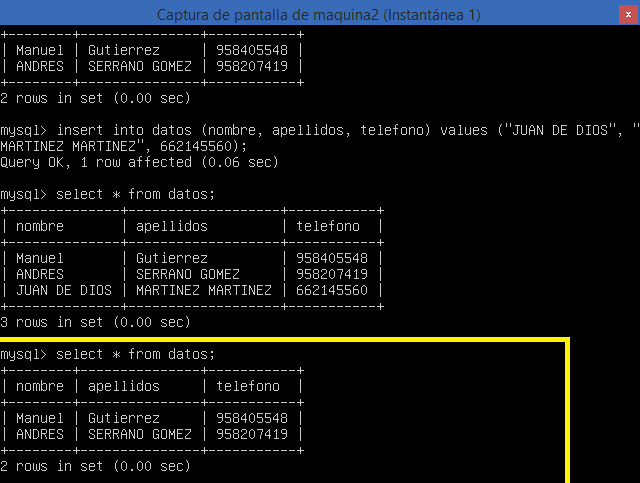 Captura de pantalla de maquina2 (Instantánea 1)
x
+--------+---------------+-----------+
| Manuel | Gutierrez     | 958405548 |
| ANDRES | SERRANO GOMEZ | 958207419 |
+--------+---------------+-----------+
2 rows in set (0.00 sec)
mysql> insert into datos (nombre, apellidos, telefono) values ("JUAN DE DIOS", "
MARTINEZ MARTINEZ", 662145560);
Query OK, 1 row affected (0.06 sec)
mysql> select * from datos;
+--------------+-------------------+-----------+
| nombre       | apellidos         | telefono  |
+--------------+-------------------+-----------+
| Manuel       | Gutierrez         | 958405548 |
| ANDRES       | SERRANO GOMEZ     | 958207419 |
| JUAN DE DIOS | MARTINEZ MARTINEZ | 662145560 |
+--------------+-------------------+-----------+
3 rows in set (0.00 sec)
mysql> select * from datos;
+--------+---------------+-----------+
| nombre | apellidos     | telefono  |
+--------+---------------+-----------+
| Manuel | Gutierrez     | 958405548 |
| ANDRES | SERRANO GOMEZ | 958207419 |
+--------+---------------+-----------+
2 rows in set (0.00 sec)